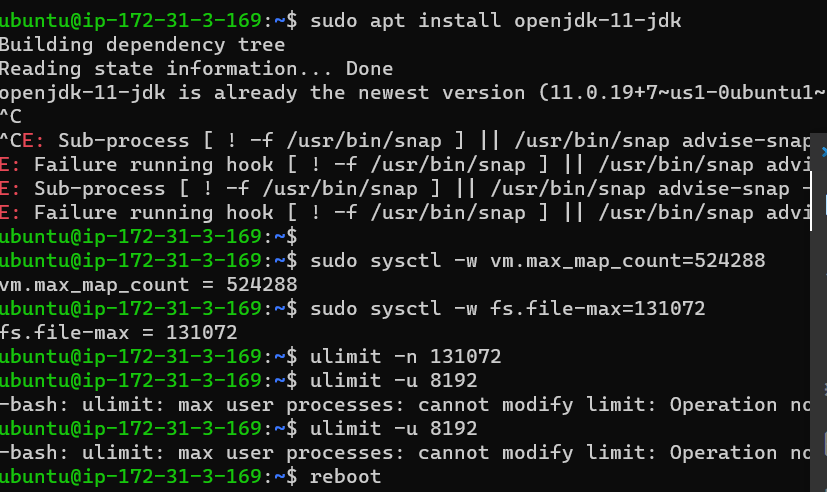 ubuntu@ip-172-31-3-169:~$ sudo apt install openjdk-11-jdk
Building dependency tree
Reading state information... Done
openjdk-11-jdk is already the newest version (11.0.19+7~us1-0ubuntu1~
^C
^CE: Sub-process [ ! -f /usr/bin/snap ] || /usr/bin/snap advise-snap
E: Failure running hook [ ! -f /usr/bin/snap ] || /usr/bin/snap advi
E: Sub-process [ ! -f /usr/bin/snap ] || /usr/bin/snap advise-snap -
E: Failure running hook [ ! -f /usr/bin/snap ] || /usr/bin/snap advi
ubuntu@ip-172-31-3-169:~$
ubuntu@ip-172-31-3-169:~$ sudo sysctl -w vm.max_map_count=524288
vm.max_map_count = 524288
ubuntu@ip-172-31-3-169:~$ sudo sysctl -w fs.file-max=131072
fs.file-max = 131072
ubuntu@ip-172-31-3-169:~$ ulimit -n 131072
ubuntu@ip-172-31-3-169:~$ ulimit -u 8192
-bash: ulimit: max user processes: cannot modify limit: Operation no
ubuntu@ip-172-31-3-169:~$ ulimit -u 8192
-bash: ulimit: max user processes: cannot modify limit: Operation no
ubuntu@ip-172-31-3-169:~$ reboot